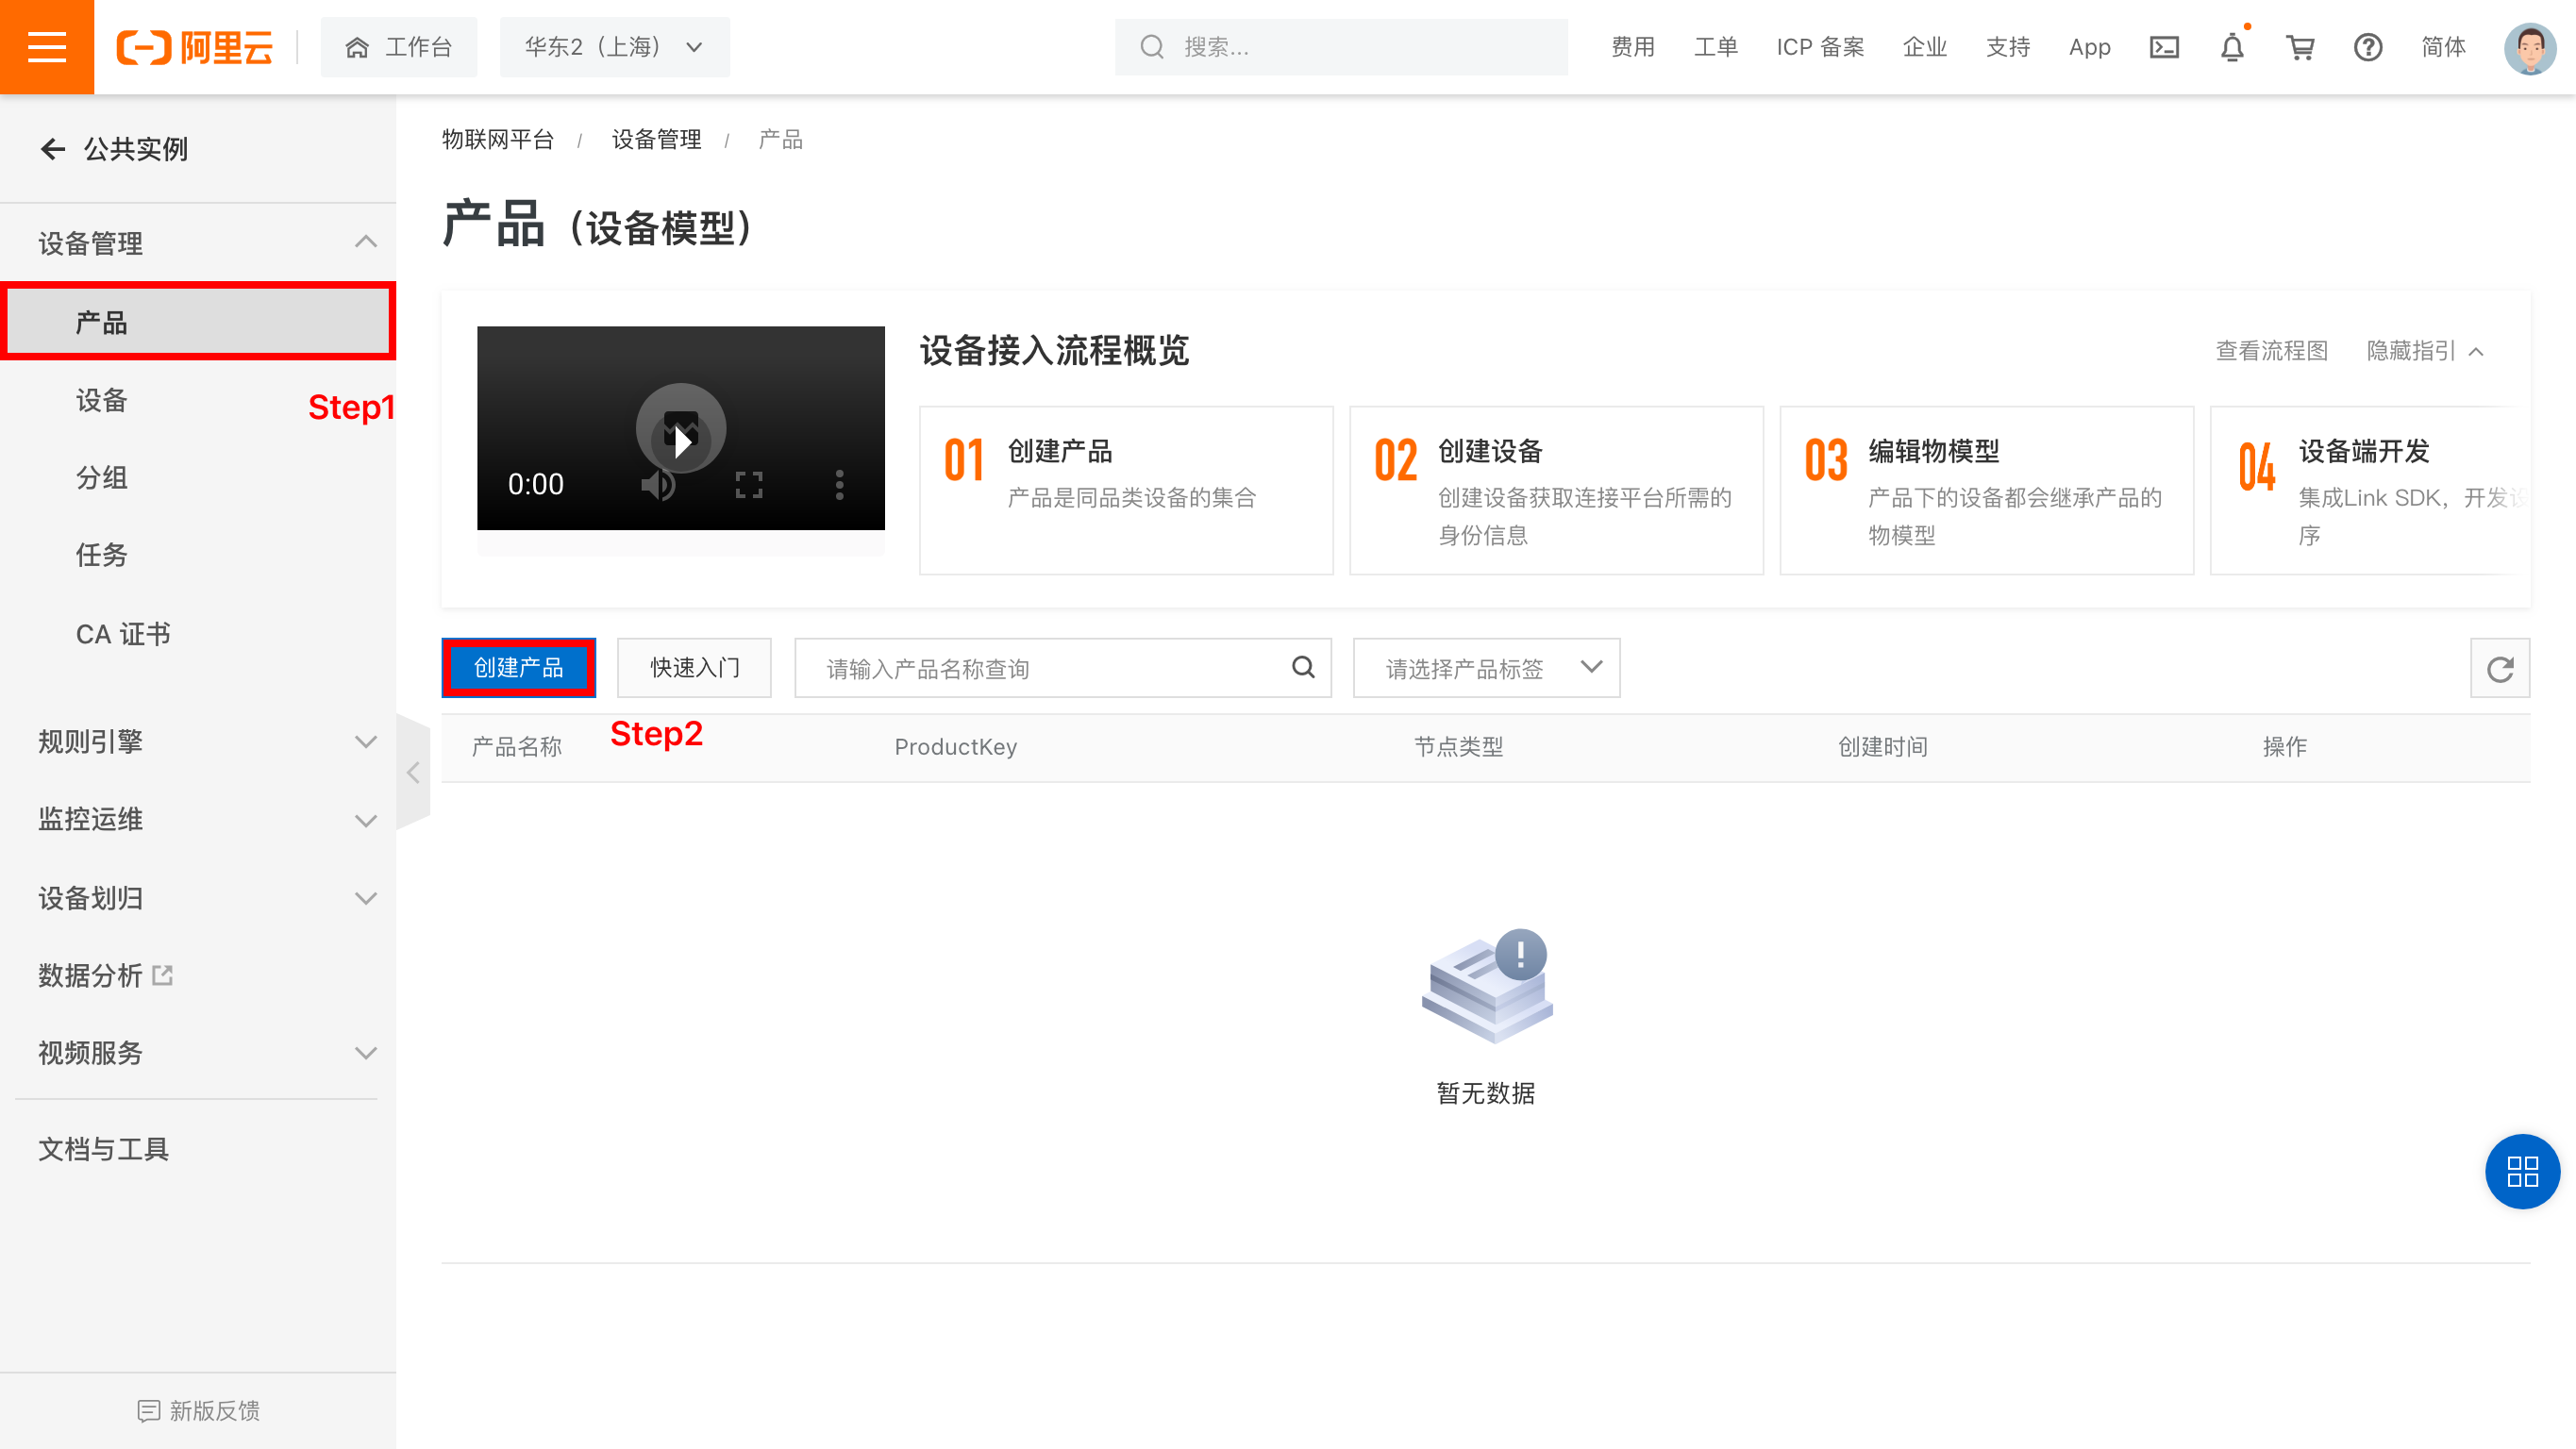 阿里云
工作台
华东2（上海）
搜索...
费用
工单
ICP 备案
企业
支持
App
简体
公共实例
设备管理
产品
Step1
设备
分组
任务
CA 证书
规则引擎
监控运维
设备划归
数据分析
视频服务
文档与工具
新版反馈
物联网平台 / 设备管理 / 产品
产品（设备模型）
0:00
设备接入流程概览
查看流程图
隐藏指引
01 创建产品
产品是同品类设备的集合
02 创建设备
创建设备获取连接平台所需的
身份信息
03 编辑物模型
产品下的设备都会继承产品的
物模型
04 设备端开发
集成Link SDK，开发设
序
创建产品
快速入门
请输入产品名称查询
请选择产品标签
Step2
产品名称
ProductKey
节点类型
创建时间
操作
暂无数据